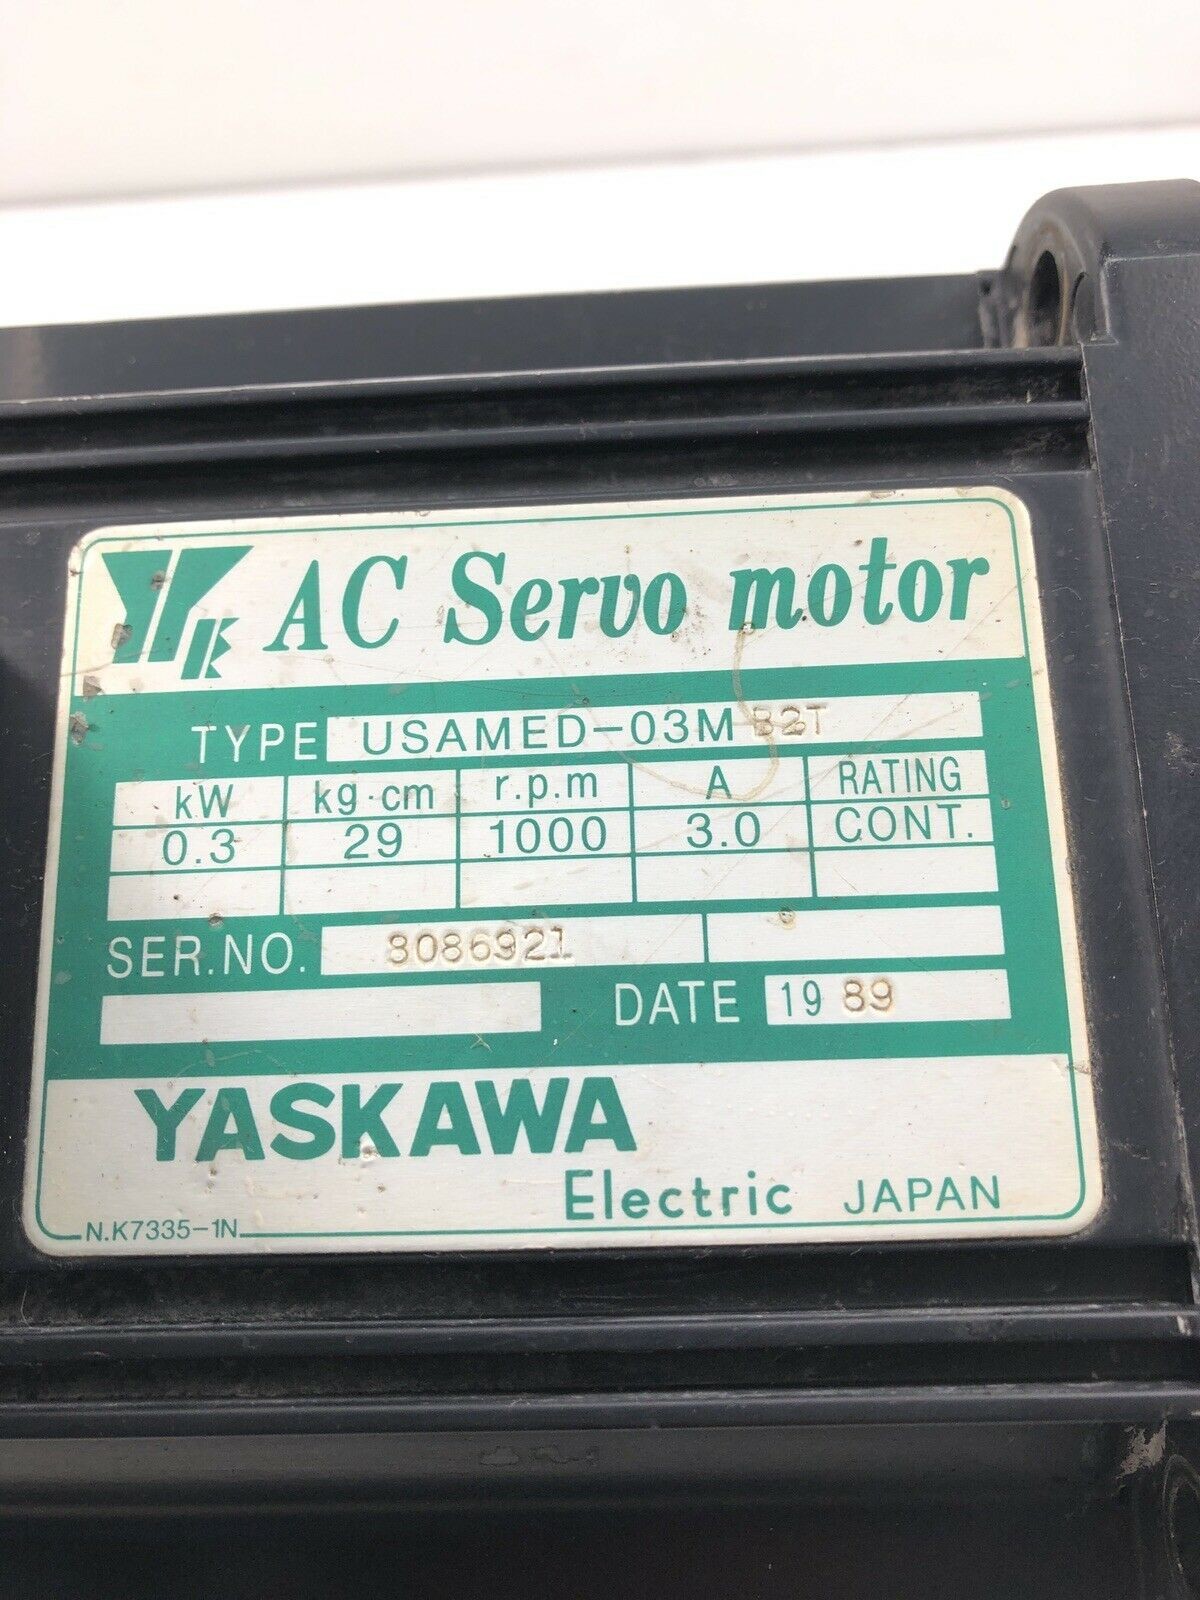 YE AC Servo motor
TYPE USAMED-03M B2T
kW kg·cm r.p.m A RATING
0.3 29 1000 3.0 CONT.
SER.NO. 8086921
DATE 19 89
YASKAWA
Electric JAPAN
N.K7335-1N